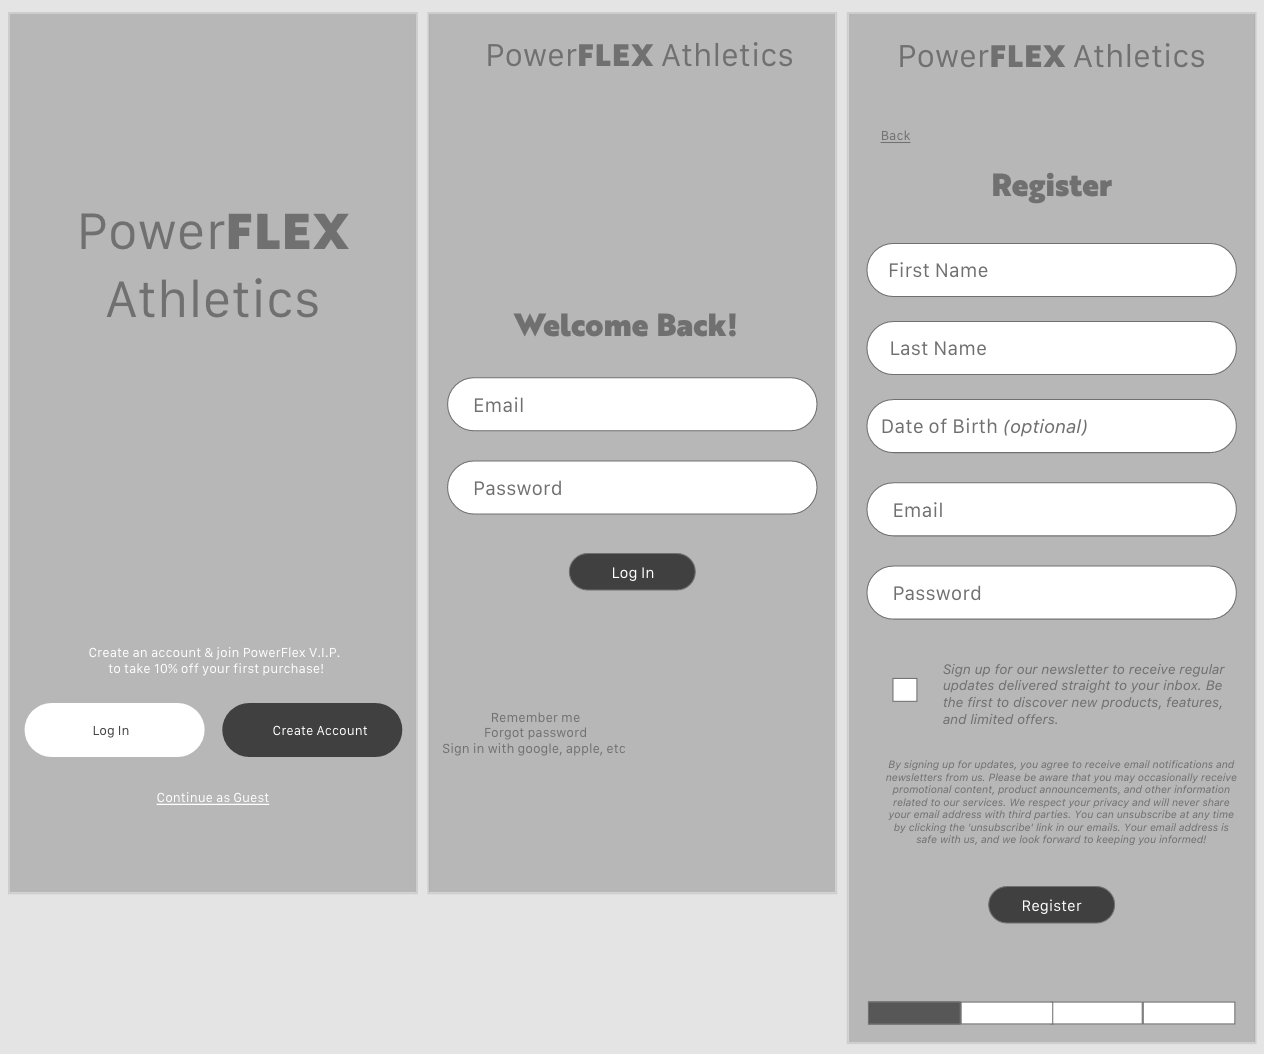 PowerFLEX
Athletics
Create an account & join PowerFlex V.I.P.
to take 10% off your first purchase!
Log In
Create Account
Continue as Guest
PowerFLEX Athletics
Welcome Back!
Email
Password
Log In
Remember me
Forgot password
Sign in with google, apple, etc
PowerFLEX Athletics
Back
Register
First Name
Last Name
Date of Birth (optional)
Email
Password
Sign up for our newsletter to receive regular
updates delivered straight to your inbox. Be
the first to discover new products, features,
and limited offers.
By signing up for updates, you agree to receive email notifications and
newsletters from us. Please be aware that you may occasionally receive
promotional content, product announcements, and other information
related to our services. We respect your privacy and will never share
your email address with third parties. You can unsubscribe at any time
by clicking the 'unsubscribe' link in our emails. Your email address is
safe with us, and we look forward to keeping you informed!
Register